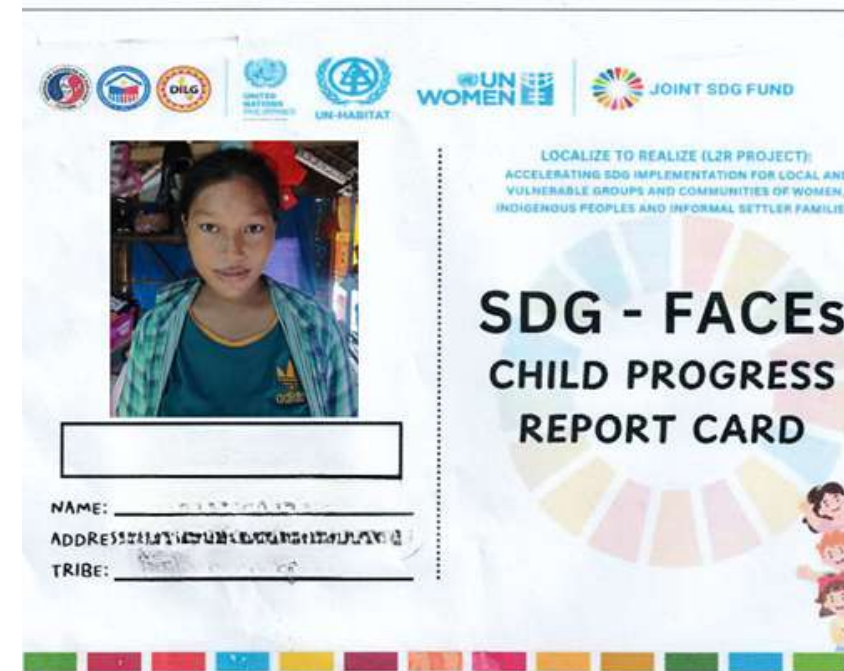 DILG
UNITED
NATIONS
PHILIPPINES
UN-HABITAT
UN
WOMEN
JOINT SDG FUND
LOCALIZE TO REALIZE (L2R PROJECT):
ACCELERATING SDG IMPLEMENTATION FOR LOCAL AND
VULNERABLE GROUPS AND COMMUNITIES OF WOMEN,
INDIGENOUS PEOPLES AND INFORMAL SETTLER FAMILIE
SDG - FACEs
CHILD PROGRESS
REPORT CARD
adidas
NAME:
TRIBE: